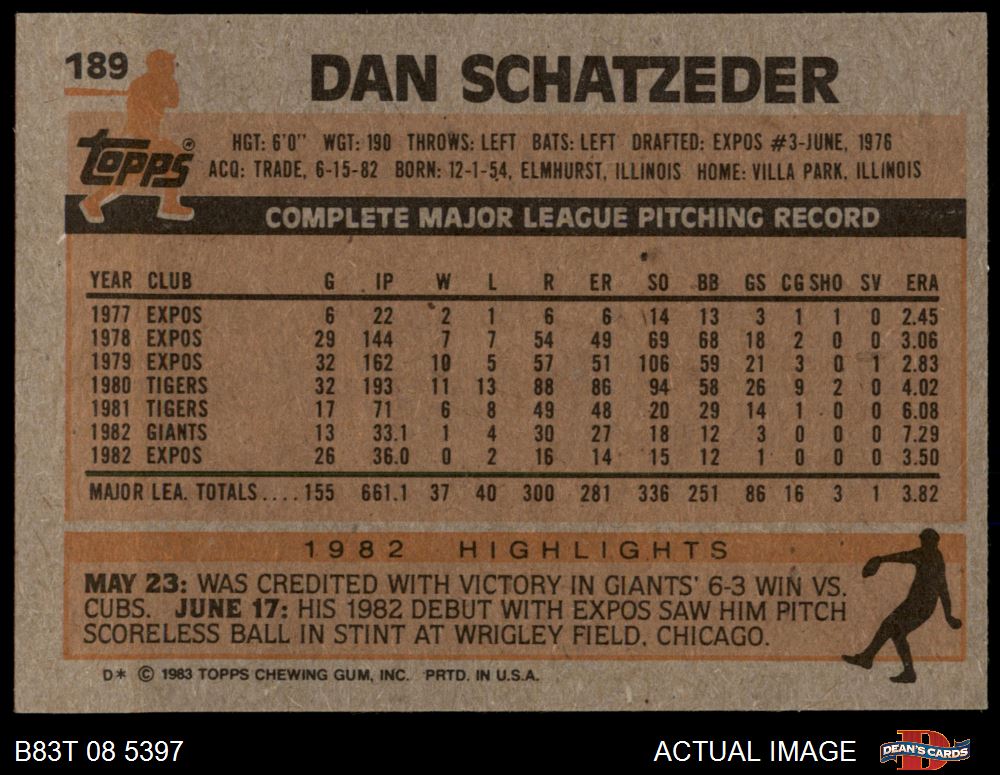 189
DAN SCHATZEDER
topps®
HGT: 6'0" WGT: 190 THROWS: LEFT BATS: LEFT DRAFTED: EXPOS #3-JUNE, 1976
ACQ: TRADE, 6-15-82 BORN: 12-1-54, ELMHURST, ILLINOIS HOME: VILLA PARK, ILLINOIS
COMPLETE MAJOR LEAGUE PITCHING RECORD
YEAR CLUB G IP W L R ER SO BB GS CG SHO SV ERA
1977 EXPOS 6 22 2 1 6 6 14 13 3 1 1 0 2.45
1978 EXPOS 29 144 7 7 54 49 69 68 18 2 0 0 3.06
1979 EXPOS 32 162 10 5 57 51 106 59 21 3 0 1 2.83
1980 TIGERS 32 193 11 13 88 86 94 58 26 9 2 0 4.02
1981 TIGERS 17 71 6 8 49 48 20 29 14 1 0 0 6.08
1982 GIANTS 13 33.1 1 4 30 27 18 12 3 0 0 0 7.29
1982 EXPOS 26 36.0 0 2 16 14 15 12 1 0 0 0 3.50
MAJOR LEA. TOTALS....155 661.1 37 40 300 281 336 251 86 16 3 1 3.82
1982 HIGHLIGHTS
MAY 23: WAS CREDITED WITH VICTORY IN GIANTS' 6-3 WIN VS.
CUBS. JUNE 17: HIS 1982 DEBUT WITH EXPOS SAW HIM PITCH
SCORELESS BALL IN STINT AT WRIGLEY FIELD, CHICAGO.
D* © 1983 TOPPS CHEWING GUM, INC. PRTD. IN U.S.A.
B83T 08 5397
ACTUAL IMAGE
D
DEAN'S CARDS